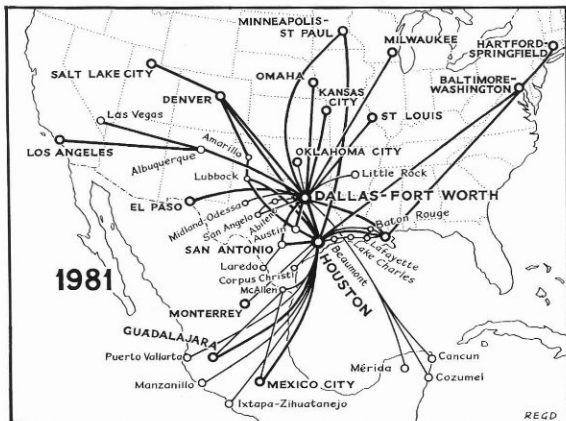 MINNEAPOLIS-
ST PAUL
MILWAUKEE
HARTFORD-
SPRINGFIELD
SALT LAKE CITY
OMAHA
BALTIMORE-
WASHINGTON
DENVER
KANSAS
CITY
Las Vegas
ST LOUIS
LOS ANGELES
Amarillo
OKLAHOMA CITY
Albuquerque
Lubbock
Little Rock
EL PASO
DALLAS-FORT WORTH
Midland-Odessa
San Angelo
Abilene
Austin
Baton Rouge
SAN ANTONIO
Lafayette
Lake Charles
Beaumont
HOUSTON
1981
Laredo
Corpus Christi
McAllen
MONTERREY
GUADALAJARA
Puerto Vallarta
Cancun
Mérida
Manzanillo
MEXICO CITY
Cozumel
Ixtapa-Zihuatanejo
REGD